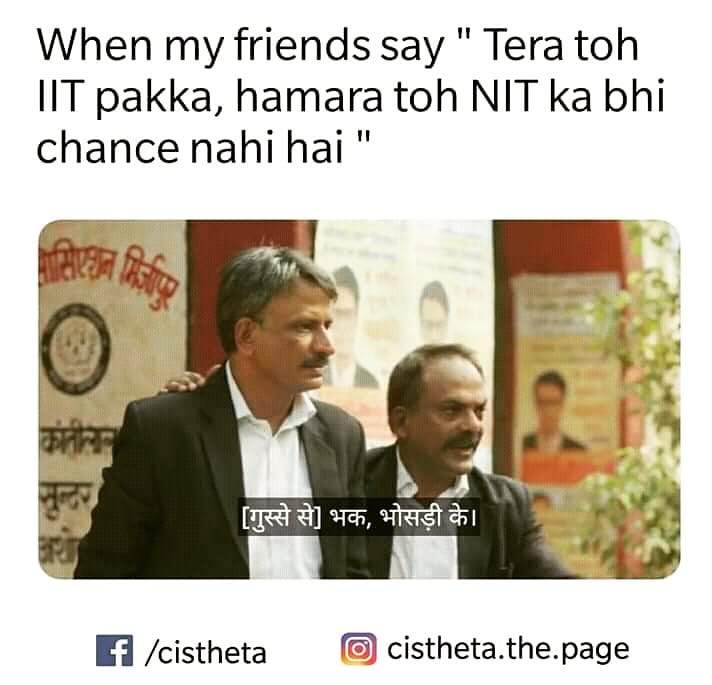 When my friends say " Tera toh
IIT pakka, hamara toh NIT ka bhi
chance nahi hai "
मिर्जापुर
सुन्दर
[गुस्से से] भक, भोसड़ी के।
/cistheta
cistheta.the.page